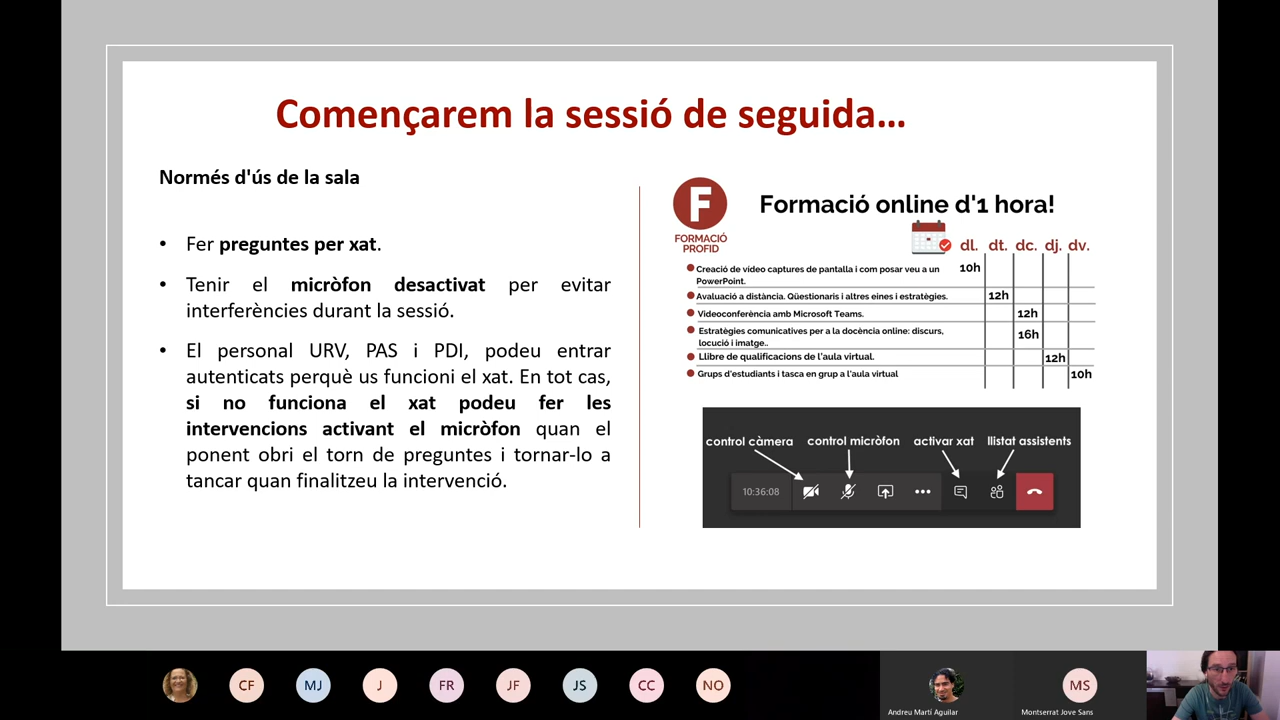 Començarem la sessió de seguida...
Normés d'ús de la sala
• Fer preguntes per xat.
• Tenir el micròfon desactivat per evitar
interferències durant la sessió.
• El personal URV, PAS i PDI, podeu entrar
autenticats perquè us funcioni el xat. En tot cas,
si no funciona el xat podeu fer les
intervencions activant el micròfon quan el
ponent obri el torn de preguntes i tornar-lo a
tancar quan finalitzeu la intervenció.
F
FORMACIÓ
PROFID
Formació online d'1 hora!
dl. dt. dc. dj. dv.
Creació de vídeo captures de pantalla i com posar veu a un 10h
PowerPoint.
Avaluació a distància. Qüestionaris i altres eines i estratègies. 12h
Videoconferència amb Microsoft Teams. 12h
Estratègies comunicatives per a la docència online: discurs, 16h
locució i imatge..
Llibre de qualificacions de l'aula virtual. 12h
Grups d'estudiants i tasca en grup a l'aula virtual 10h
control càmera control micròfon activar xat llistat assistents
10:36:08
CF MJ J FR JF JS CC NO MS
Andreu Martí Aguilar Montserrat Jove Sans